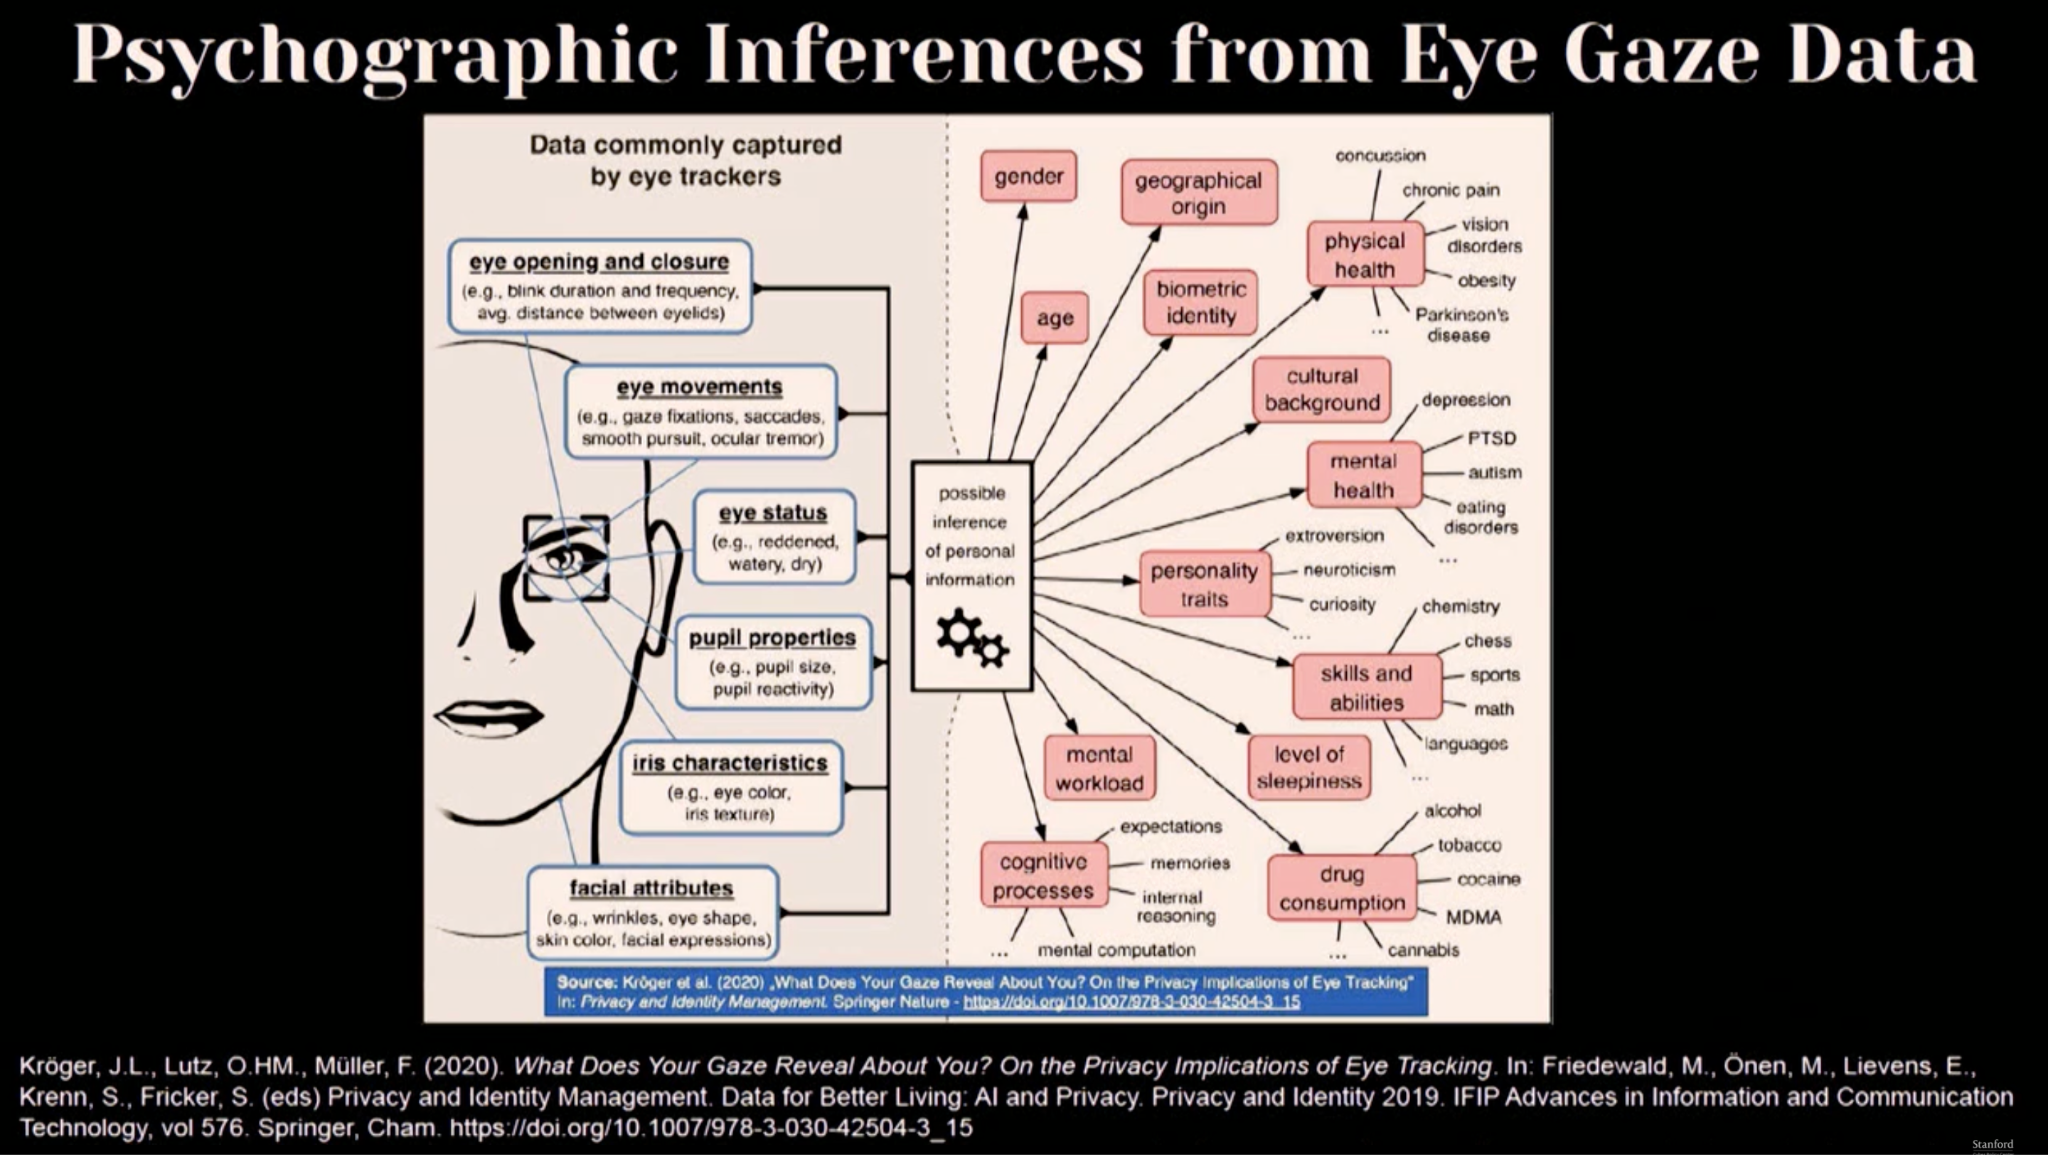 Psychographic Inferences from Eye Gaze Data
Data commonly captured
by eye trackers
eye opening and closure
(e.g., blink duration and frequency,
avg. distance between eyelids)
eye movements
(e.g., gaze fixations, saccades,
smooth pursuit, ocular tremor)
eye status
(e.g., reddened,
watery, dry)
pupil properties
(e.g., pupil size,
pupil reactivity)
iris characteristics
(e.g., eye color,
iris texture)
facial attributes
(e.g., wrinkles, eye shape,
skin color, facial expressions)
possible
inference
of personal
information
gender
geographical
origin
age
biometric
identity
physical
health
concussion
chronic pain
vision
disorders
obesity
Parkinson's
disease
...
cultural
background
mental
health
depression
PTSD
autism
eating
disorders
...
personality
traits
extroversion
neuroticism
curiosity
...
skills and
abilities
chemistry
chess
sports
math
languages
...
mental
workload
level of
sleepiness
cognitive
processes
expectations
memories
internal
reasoning
mental computation
...
drug
consumption
alcohol
tobacco
cocaine
MDMA
cannabis
...
Source: Kröger et al. (2020) „What Does Your Gaze Reveal About You? On the Privacy Implications of Eye Tracking“
In: Privacy and Identity Management. Springer Nature - https://doi.org/10.1007/978-3-030-42504-3_15
Kröger, J.L., Lutz, O.HM., Müller, F. (2020). What Does Your Gaze Reveal About You? On the Privacy Implications of Eye Tracking. In: Friedewald, M., Önen, M., Lievens, E.,
Krenn, S., Fricker, S. (eds) Privacy and Identity Management. Data for Better Living: AI and Privacy. Privacy and Identity 2019. IFIP Advances in Information and Communication
Technology, vol 576. Springer, Cham. https://doi.org/10.1007/978-3-030-42504-3_15
Stanford